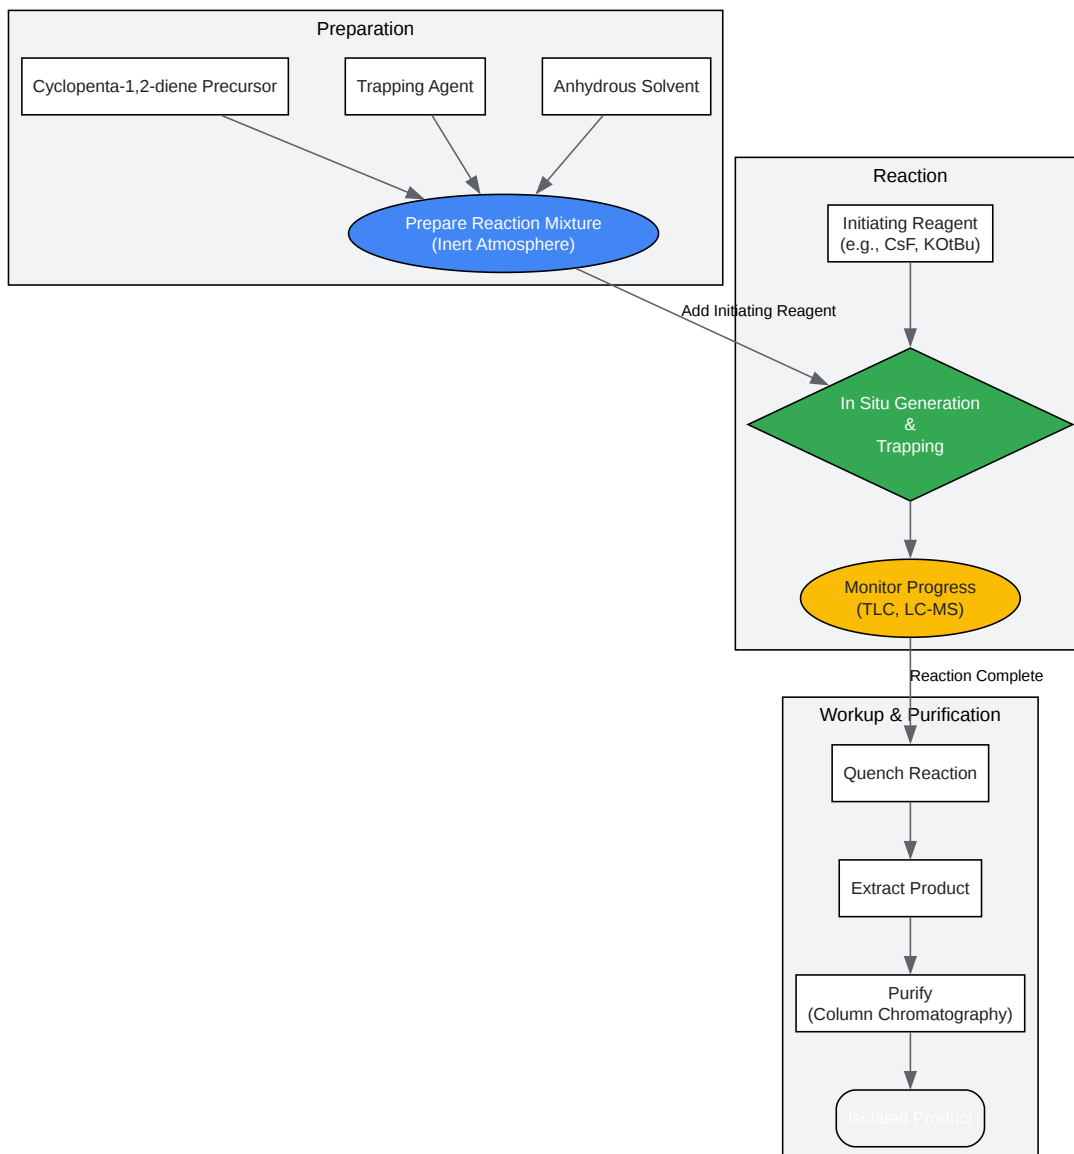 Preparation
Cyclopenta-1,2-diene Precursor
Trapping Agent
Anhydrous Solvent
Prepare Reaction Mixture
(Inert Atmosphere)
Add Initiating Reagent
Reaction
Initiating Reagent
(e.g., CsF, KOtBu)
In Situ Generation
&
Trapping
Monitor Progress
(TLC, LC-MS)
Reaction Complete
Workup & Purification
Quench Reaction
Extract Product
Purify
(Column Chromatography)
Isolated Product